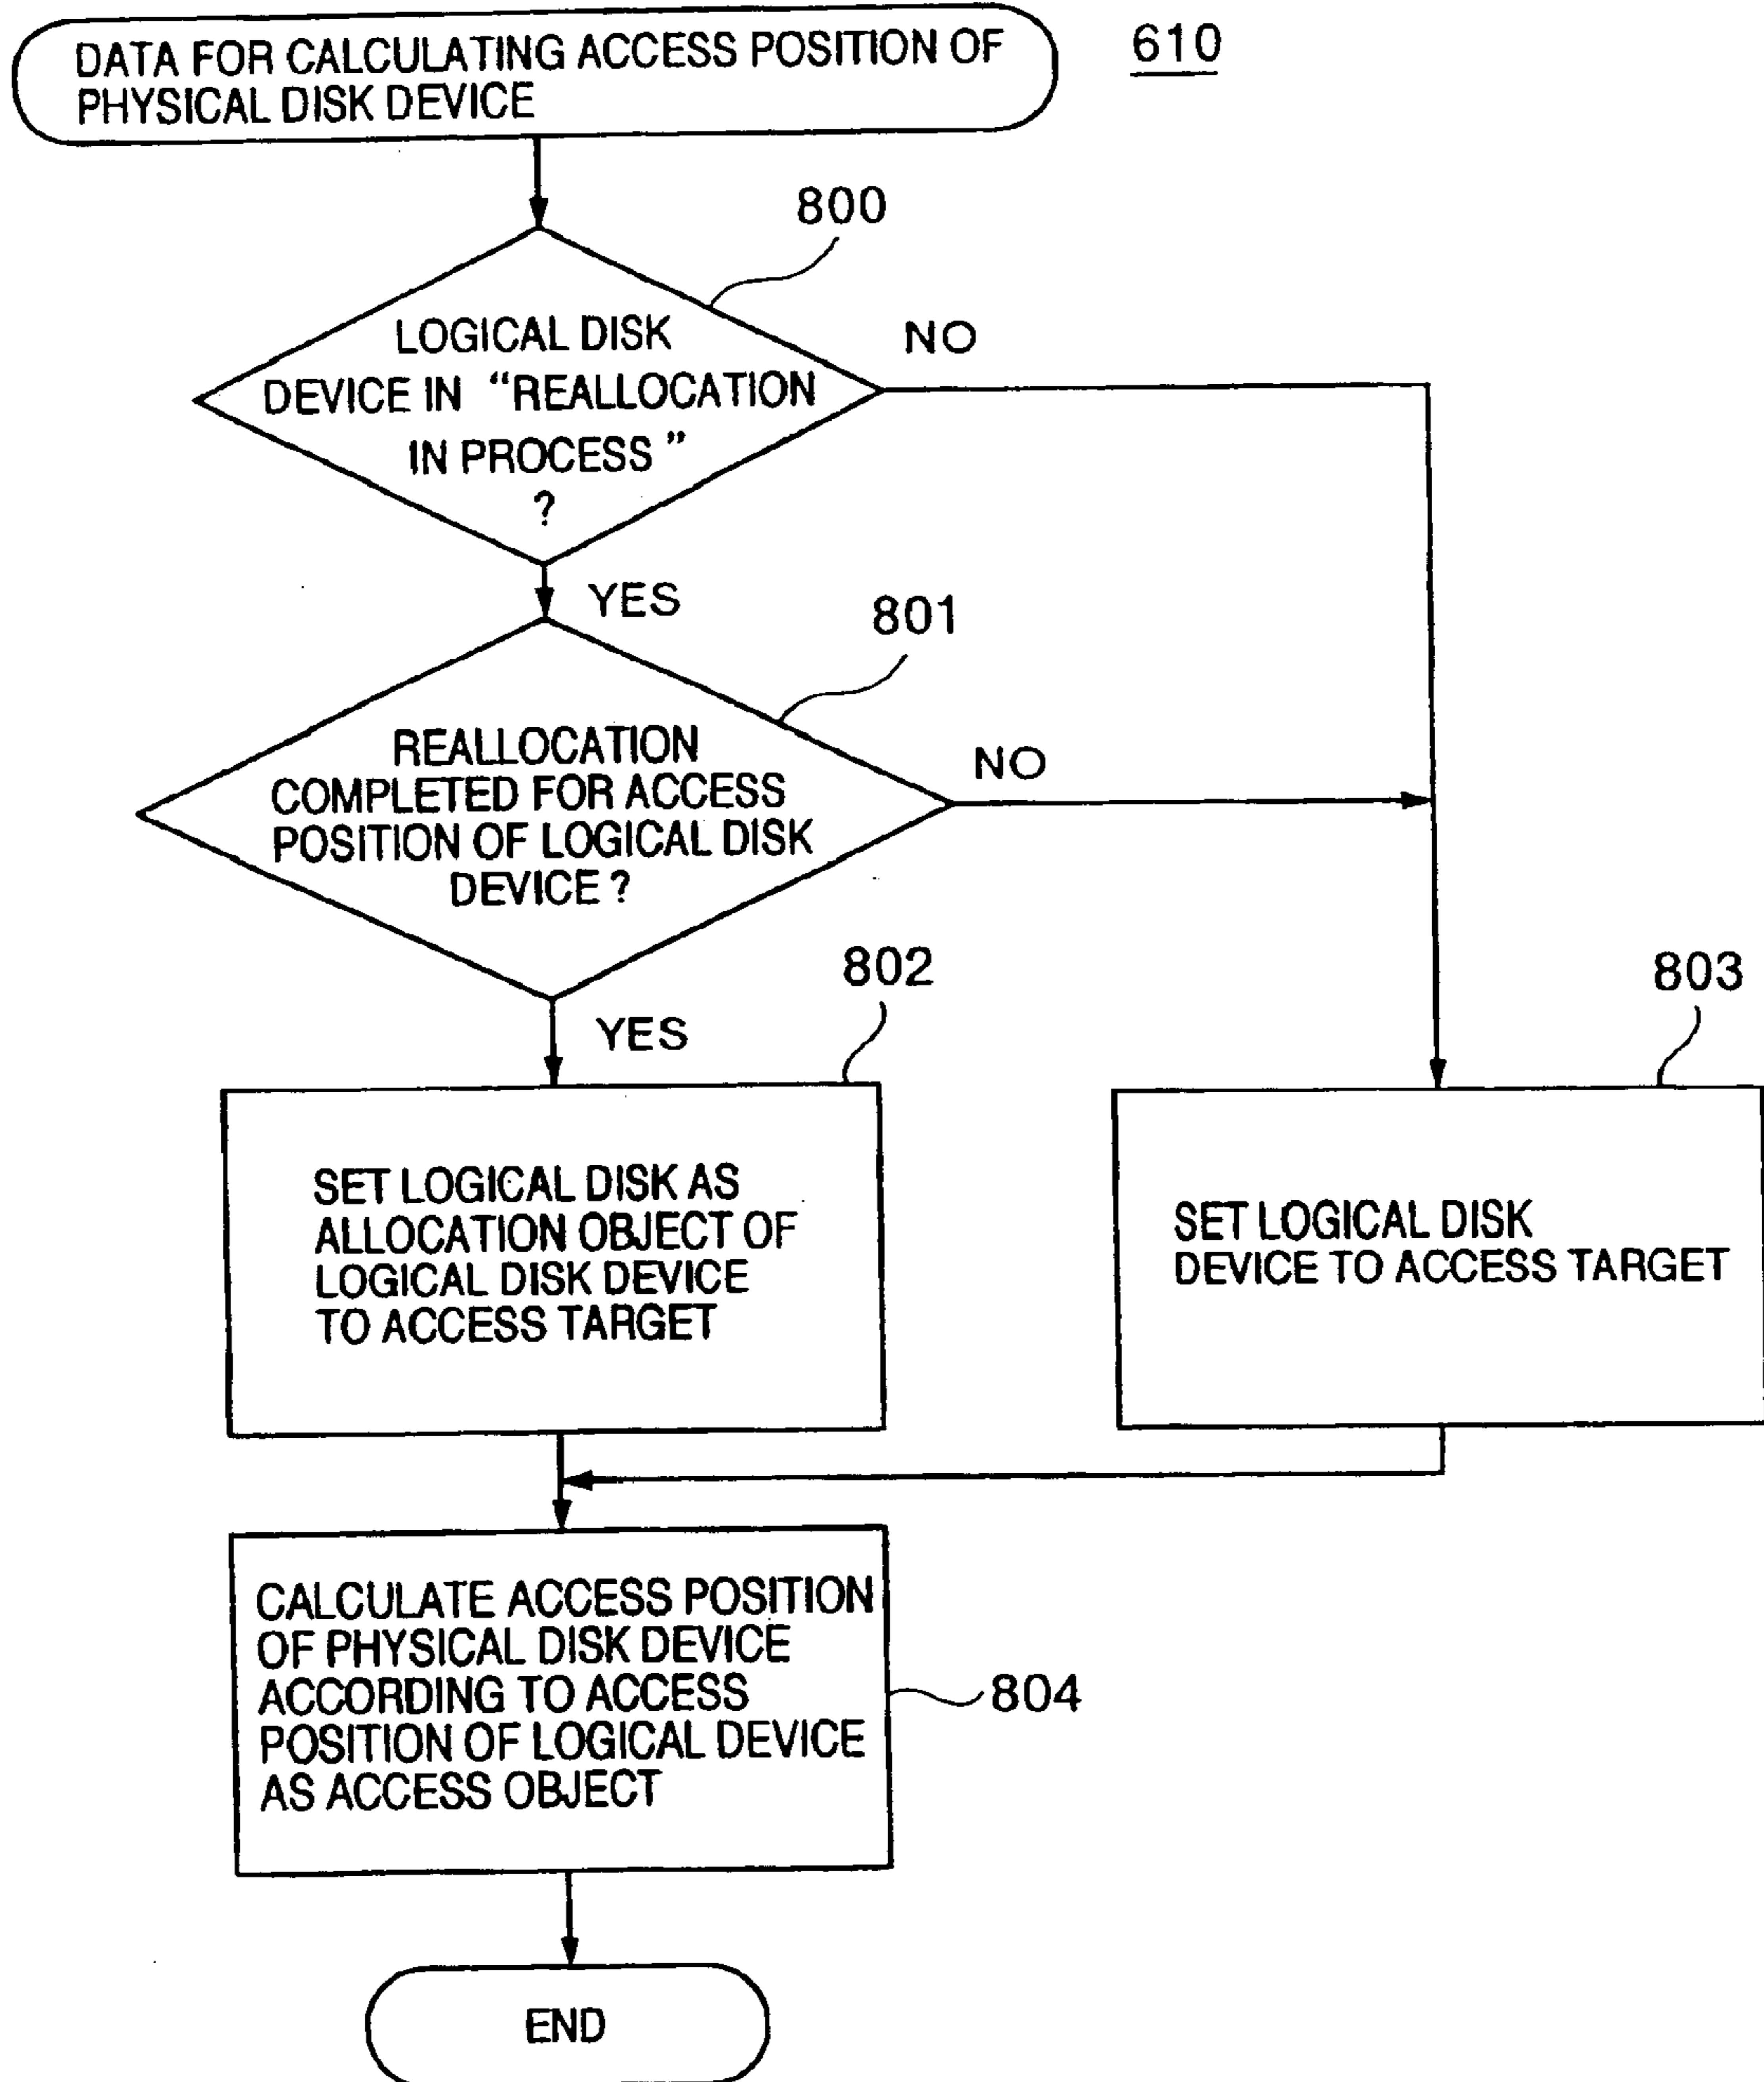 DATA FOR CALCULATING ACCESS POSITION OF
PHYSICAL DISK DEVICE
610
800
LOGICAL DISK
DEVICE IN "REALLOCATION
IN PROCESS"
?
NO
YES
801
REALLOCATION
COMPLETED FOR ACCESS
POSITION OF LOGICAL DISK
DEVICE?
NO
YES
802
SET LOGICAL DISK AS
ALLOCATION OBJECT OF
LOGICAL DISK DEVICE
TO ACCESS TARGET
803
SET LOGICAL DISK
DEVICE TO ACCESS TARGET
CALCULATE ACCESS POSITION
OF PHYSICAL DISK DEVICE
ACCORDING TO ACCESS
POSITION OF LOGICAL DEVICE
AS ACCESS OBJECT
804
END